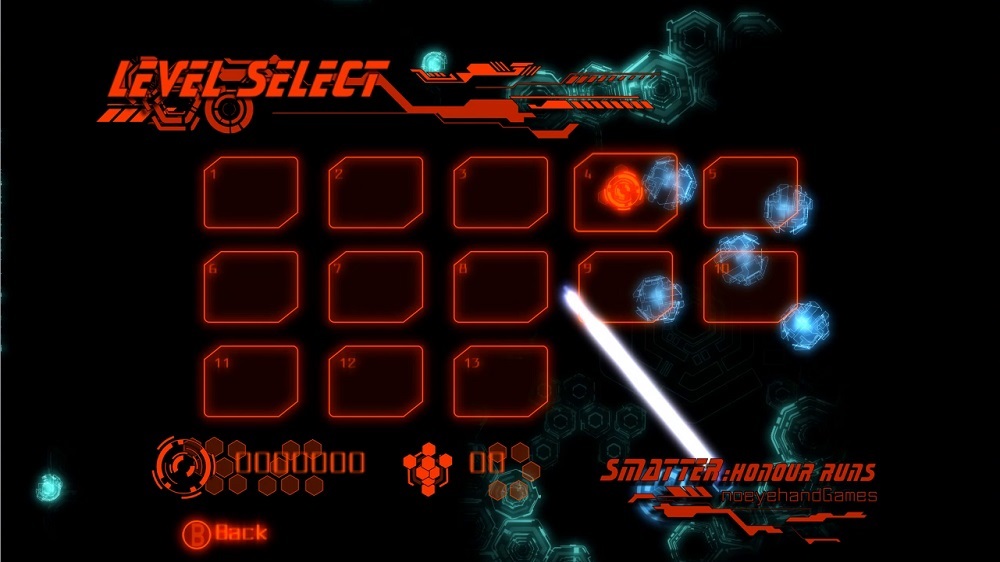 LEVEL SELECT
1 2 3 4 5
6 7 8 9 10
11 12 13
0000000 00
SMATTER:HONOUR RUNS
B Back